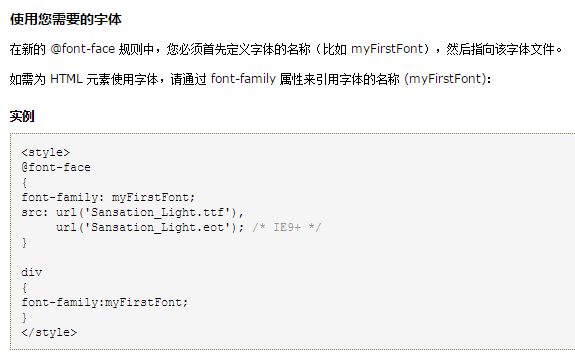 使用您需要的字体
在新的 @font-face 规则中，您必须首先定义字体的名称（比如 myFirstFont），然后指向该字体文件。
如需为 HTML 元素使用字体，请通过 font-family 属性来引用字体的名称 (myFirstFont)：
实例
<style>
@font-face
{
font-family: myFirstFont;
src: url('Sansation_Light.ttf'),
     url('Sansation_Light.eot'); /* IE9+ */
}

div
{
font-family:myFirstFont;
}
</style>